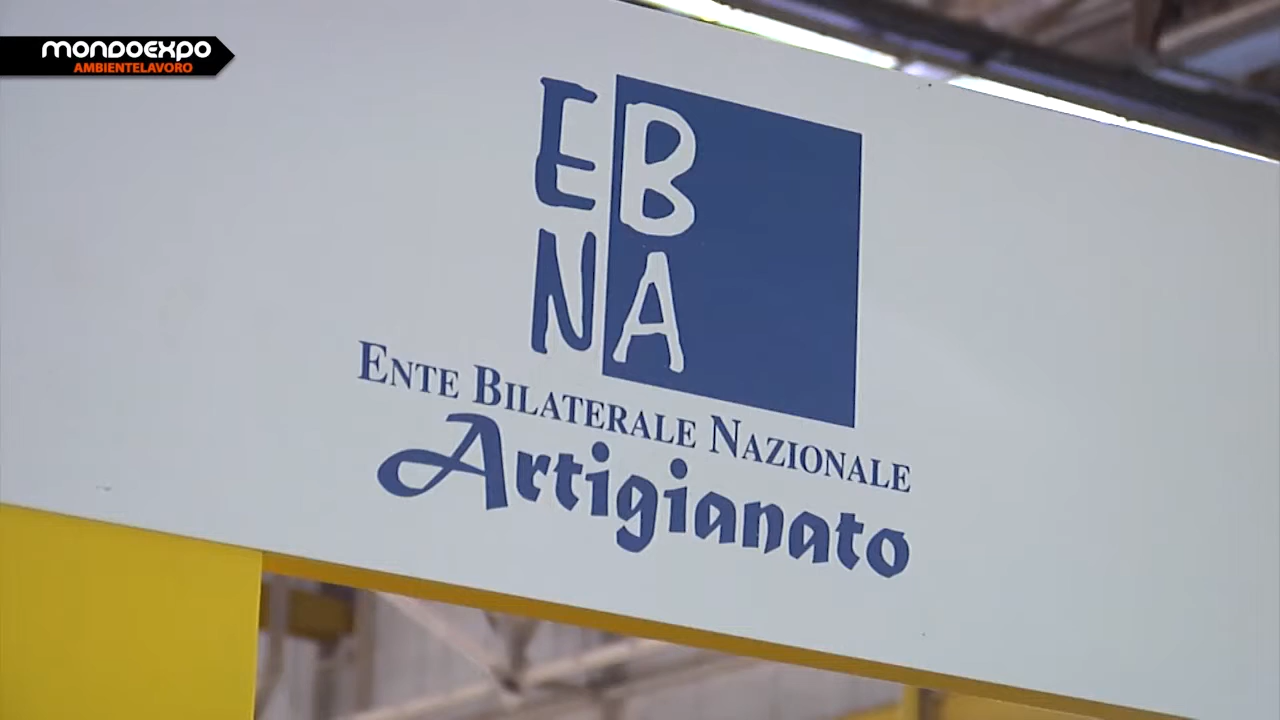 MONDOEXPO
AMBIENTELAVORO
EB
NA
ENTE BILATERALE NAZIONALE
Artigianato